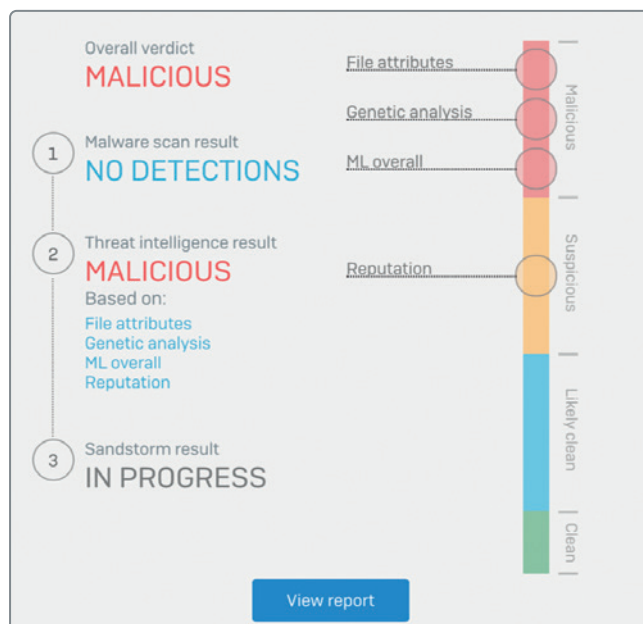 Overall verdict
MALICIOUS
1
Malware scan result
NO DETECTIONS
2
Threat intelligence result
MALICIOUS
Based on:
File attributes
Genetic analysis
ML overall
Reputation
3
Sandstorm result
IN PROGRESS
File attributes
Genetic analysis
ML overall
Reputation
Malicious
Suspicious
Likely clean
Clean
View report